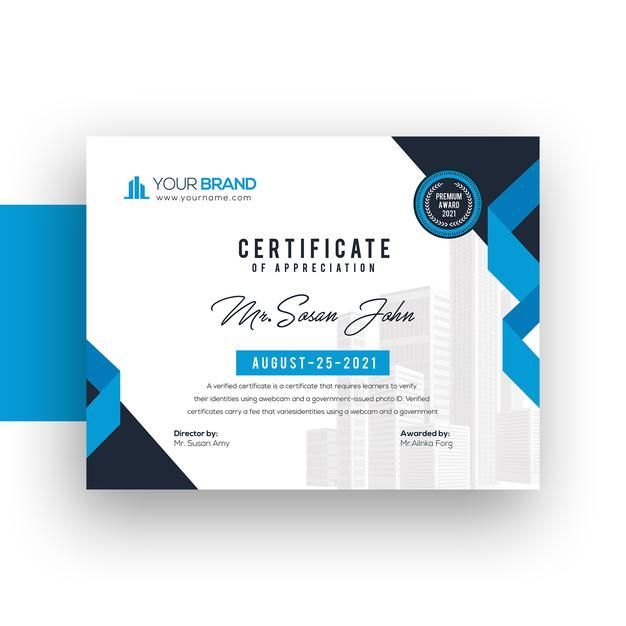 YOUR BRAND
www.yourname.com
PREMIUM
AWARD
2021
CERTIFICATE
OF APPRECIATION
Mr. Sosan John
AUGUST-25-2021
A verified certificate is a certificate that requires learners to verify
their identities using awebcam and a government-issued photo ID. Verified
certificates carry a fee that variesidentities using a webcam and a government
Director by:
Mr. Susan Amy
Awarded by:
Mr.Ailnka Forg